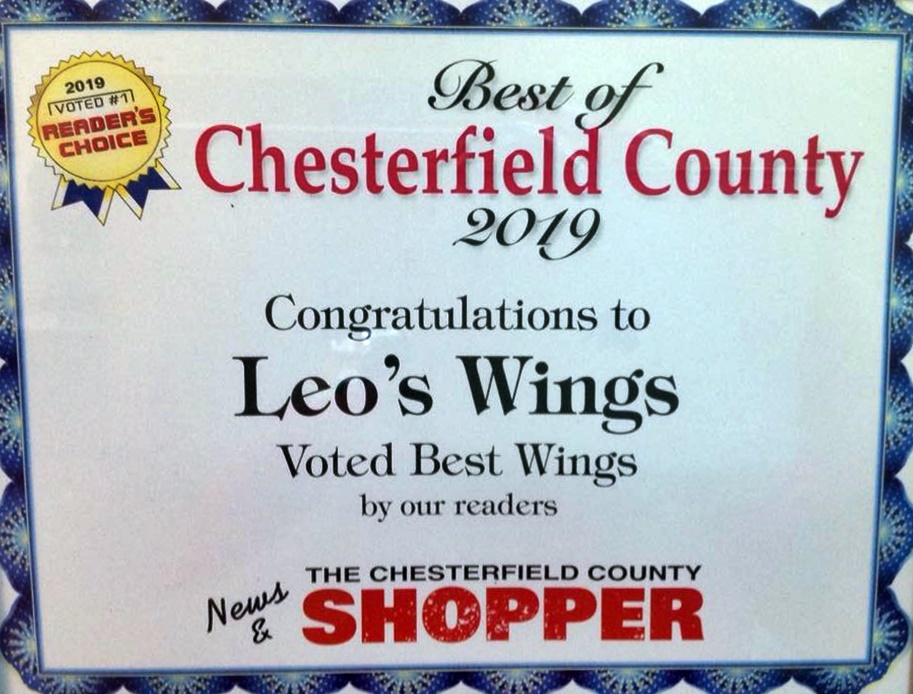 2019
VOTED #1
READER'S
CHOICE
Best of
Chesterfield County
2019
Congratulations to
Leo's Wings
Voted Best Wings
by our readers
News
&
THE CHESTERFIELD COUNTY
SHOPPER